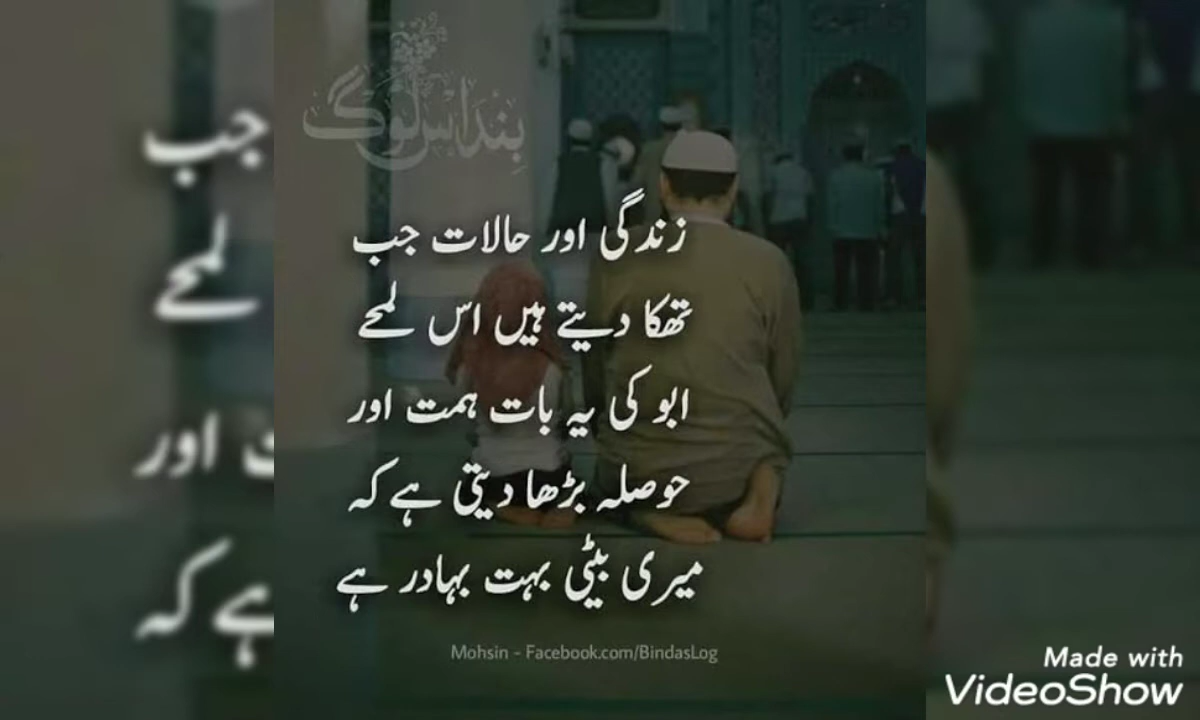 بنداس لوگ
زندگی اور حالات جب
تھکا دیتے ہیں اس لمحے
ابو کی یہ بات ہمت اور
حوصلہ بڑھا دیتی ہے کہ
میری بیٹی بہت بہادر ہے
Mohsin - Facebook.com/BindasLog
Made with
VideoShow